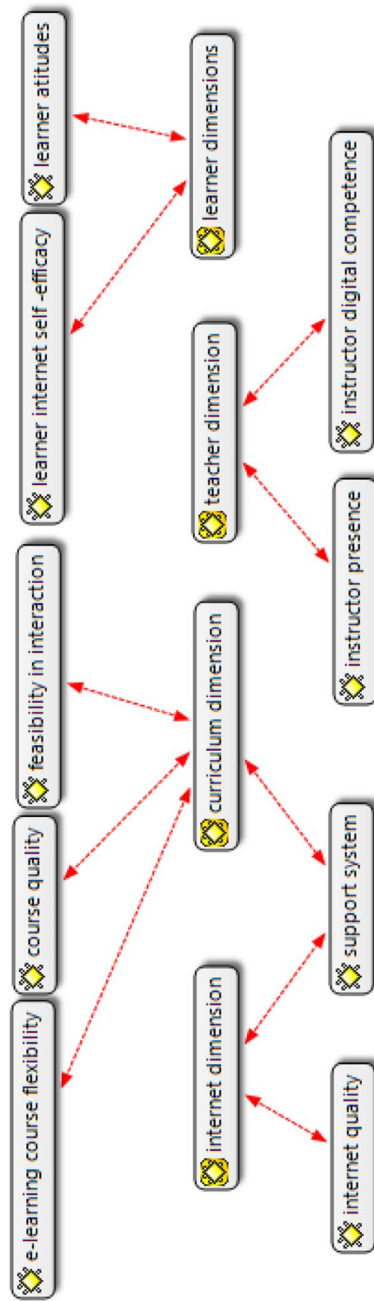 e-learning course flexibility
course quality
feasibility in interaction
learner internet self -efficacy
learner atitudes
internet dimension
curriculum dimension
teacher dimension
learner dimensions
internet quality
support system
instructor presence
instructor digital competence